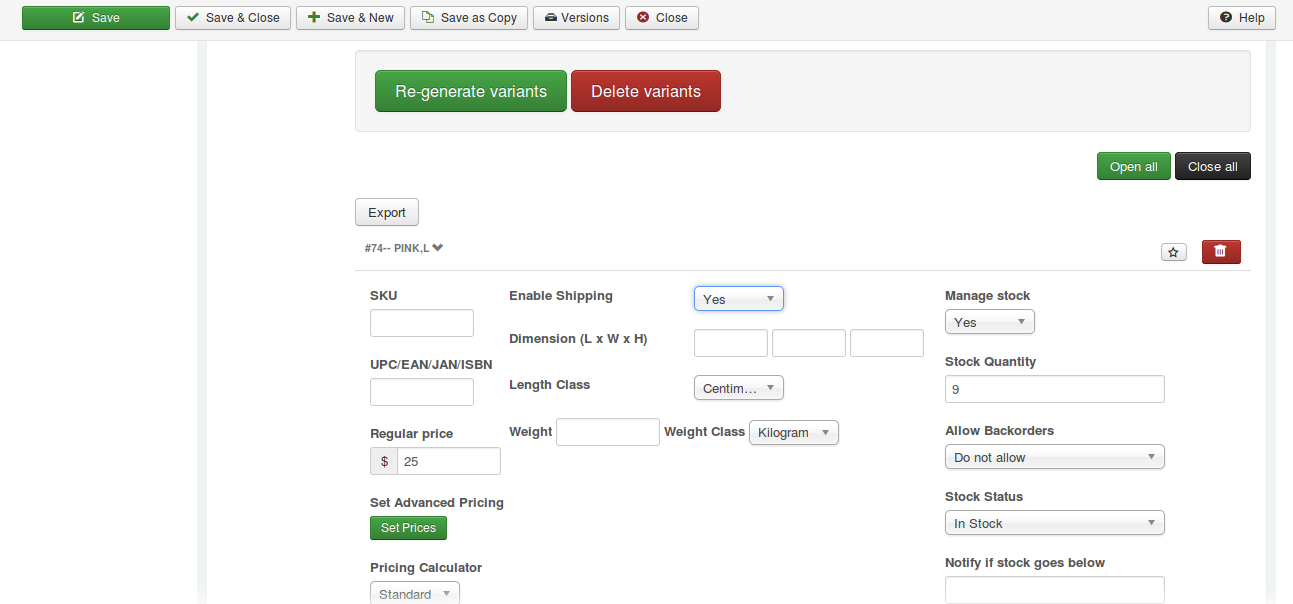 Save Save & Close Save & New Save as Copy Versions Close Help
Re-generate variants Delete variants
Open all Close all
Export
#74-- PINK,L
SKU
UPC/EAN/JAN/ISBN
Regular price
$ 25
Set Advanced Pricing
Set Prices
Pricing Calculator
Standard
Enable Shipping Yes
Dimension (L x W x H)
Length Class Centim...
Weight Weight Class Kilogram
Manage stock
Yes
Stock Quantity
9
Allow Backorders
Do not allow
Stock Status
In Stock
Notify if stock goes below